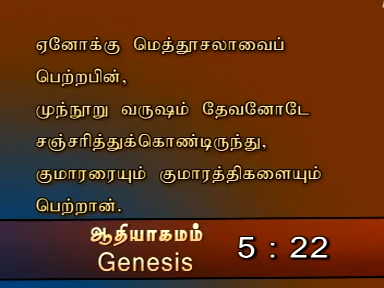 ஏனோக்கு மெத்தூசலாவைப்
பெற்றபின்,
முந்நூறு வருஷம் தேவனோடே
சஞ்சரித்துக்கொண்டிருந்து,
குமாரரையும் குமாரத்திகளையும்
பெற்றான்.
ஆதியாகமம்
Genesis 5 : 22